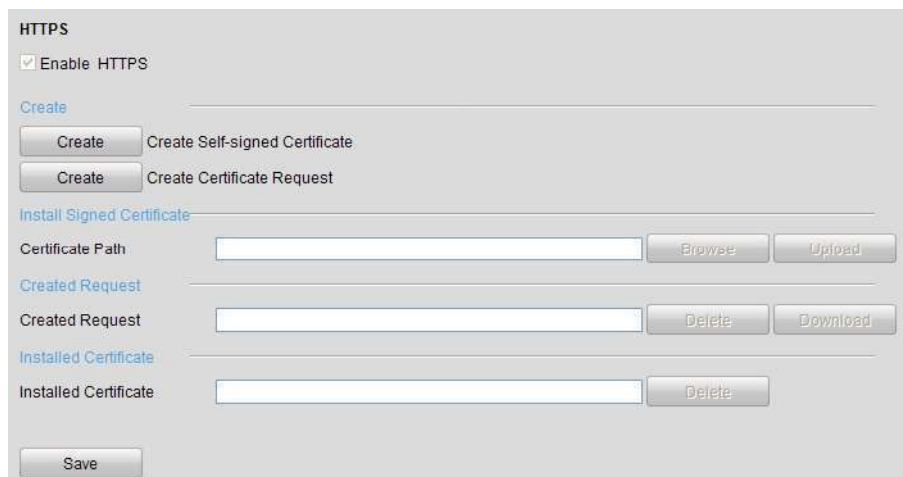 HTTPS
Enable HTTPS
Create
Create Create Self-signed Certificate
Create Create Certificate Request
Install Signed Certificate
Certificate Path Browse Upload
Created Request
Created Request Delete Download
Installed Certificate
Installed Certificate Delete
Save